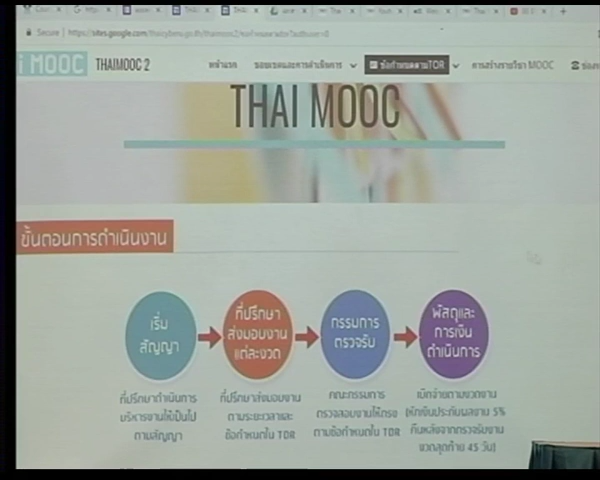 Secure
i MOOC THAIMOOC 2
หน้าแรก
ข้อกำหนดตามTOR
การสร้างรายวิชา MOOC
THAI MOOC
ขั้นตอนการดำเนินงาน
เริ่ม
สัญญา
ที่ปรึกษา
ส่งมอบงาน
แต่ละงวด
กรรมการ
ตรวจรับ
พัสดุและ
การเงิน
ดำเนินการ
ที่ปรึกษาดำเนินการ
บริหารงานให้เป็นไป
ตามสัญญา
ที่ปรึกษาส่งมอบงาน
ตามระยะเวลาและ
ข้อกำหนดใน TOR
คณะกรรมการ
ตรวจสอบงานให้ตรง
ตามข้อกำหนดใน TOR
เบิกจ่ายตามงวดงาน
(หักเงินประกันผลงาน 5%
คืนหลังจากตรวจรับงาน
งวดสุดท้าย 45 วัน)